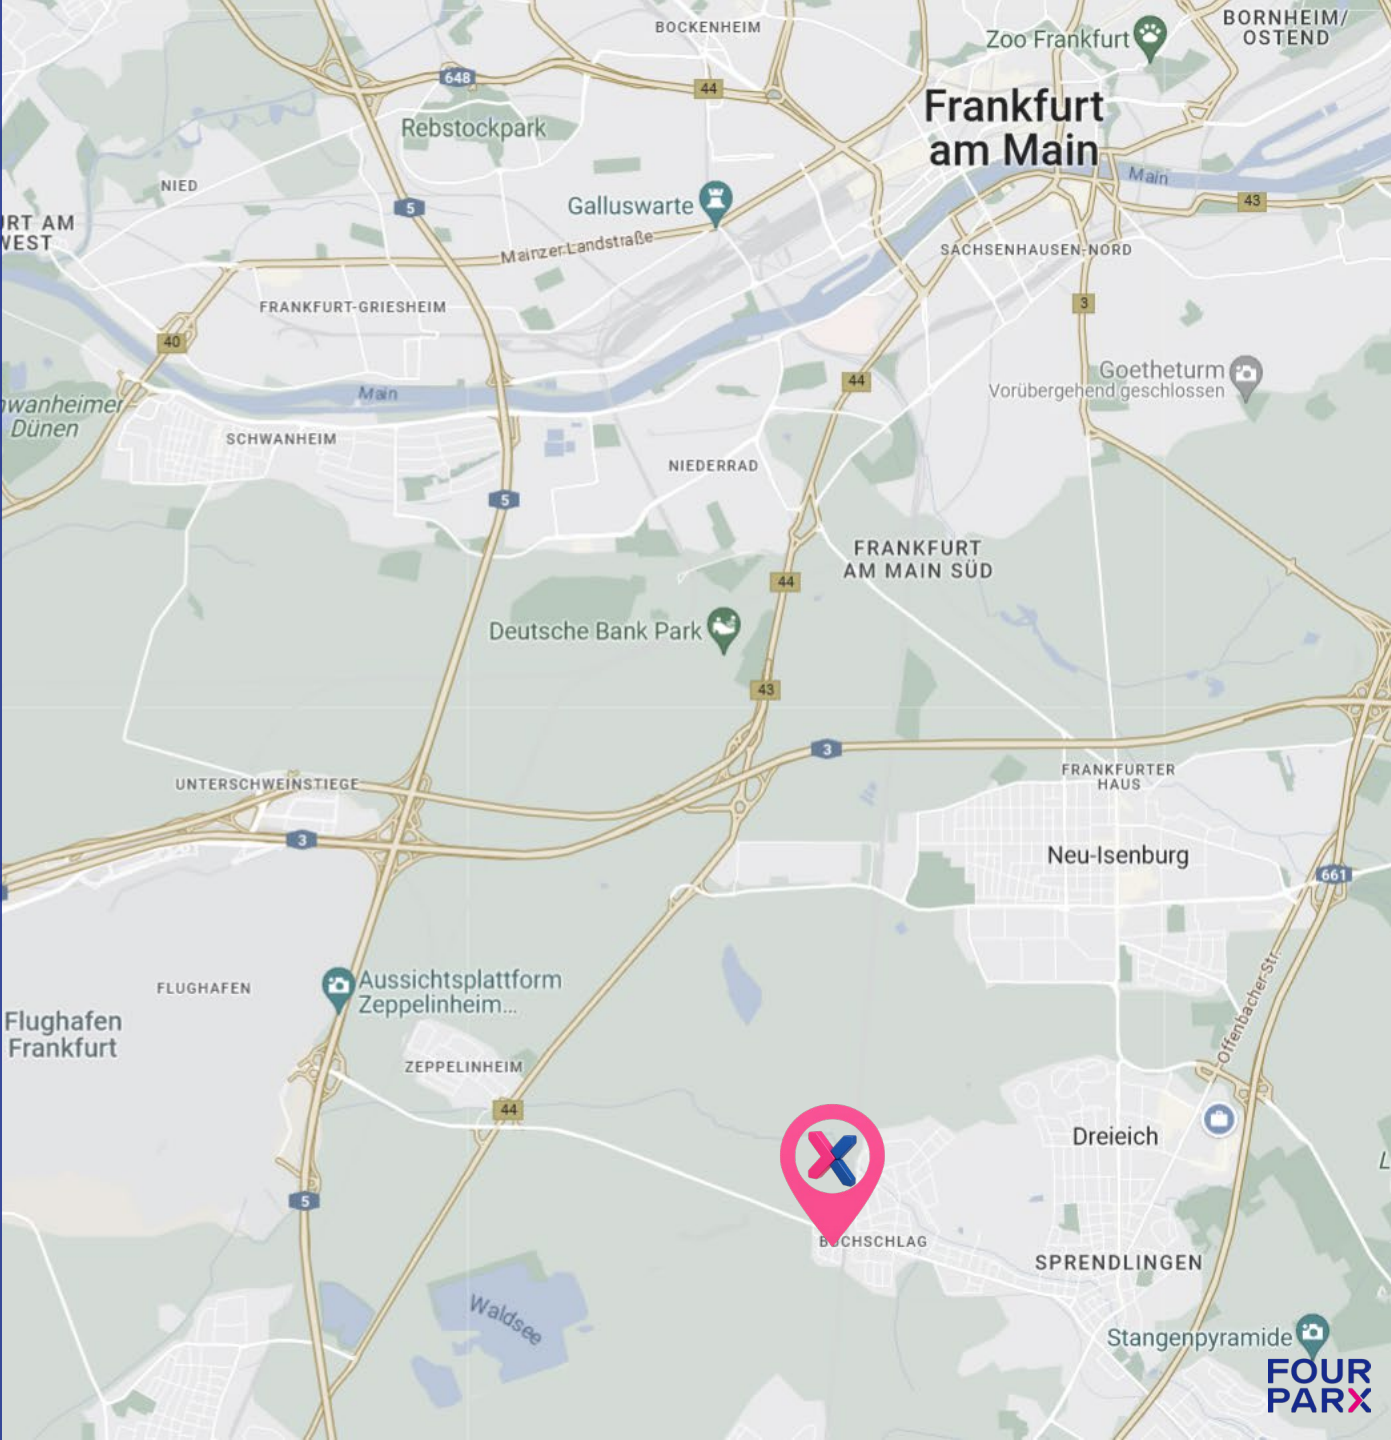 BOCKENHEIM
Zoo Frankfurt
BORNHEIM/
OSTEND
648
44
Frankfurt
am Main
Rebstockpark
NIED
Main
5
Galluswarte
43
URT AM
WEST
Mainzer Landstraße
SACHSENHAUSEN-NORD
FRANKFURT-GRIESHEIM
3
40
Goetheturm
Vorübergehend geschlossen
44
Main
wanheimer
Dünen
SCHWANHEIM
NIEDERRAD
5
FRANKFURT
AM MAIN SÜD
44
Deutsche Bank Park
43
3
FRANKFURTER
HAUS
UNTERSCHWEINSTIEGE
3
Neu-Isenburg
661
FLUGHAFEN
Aussichtsplattform
Zeppelinheim...
Offenbacher-Str.
Flughafen
Frankfurt
ZEPPELINHEIM
44
Dreieich
L
5
BUCHSCHLAG
SPRENDLINGEN
Waldsee
Stangenpyramide
FOUR
PARX